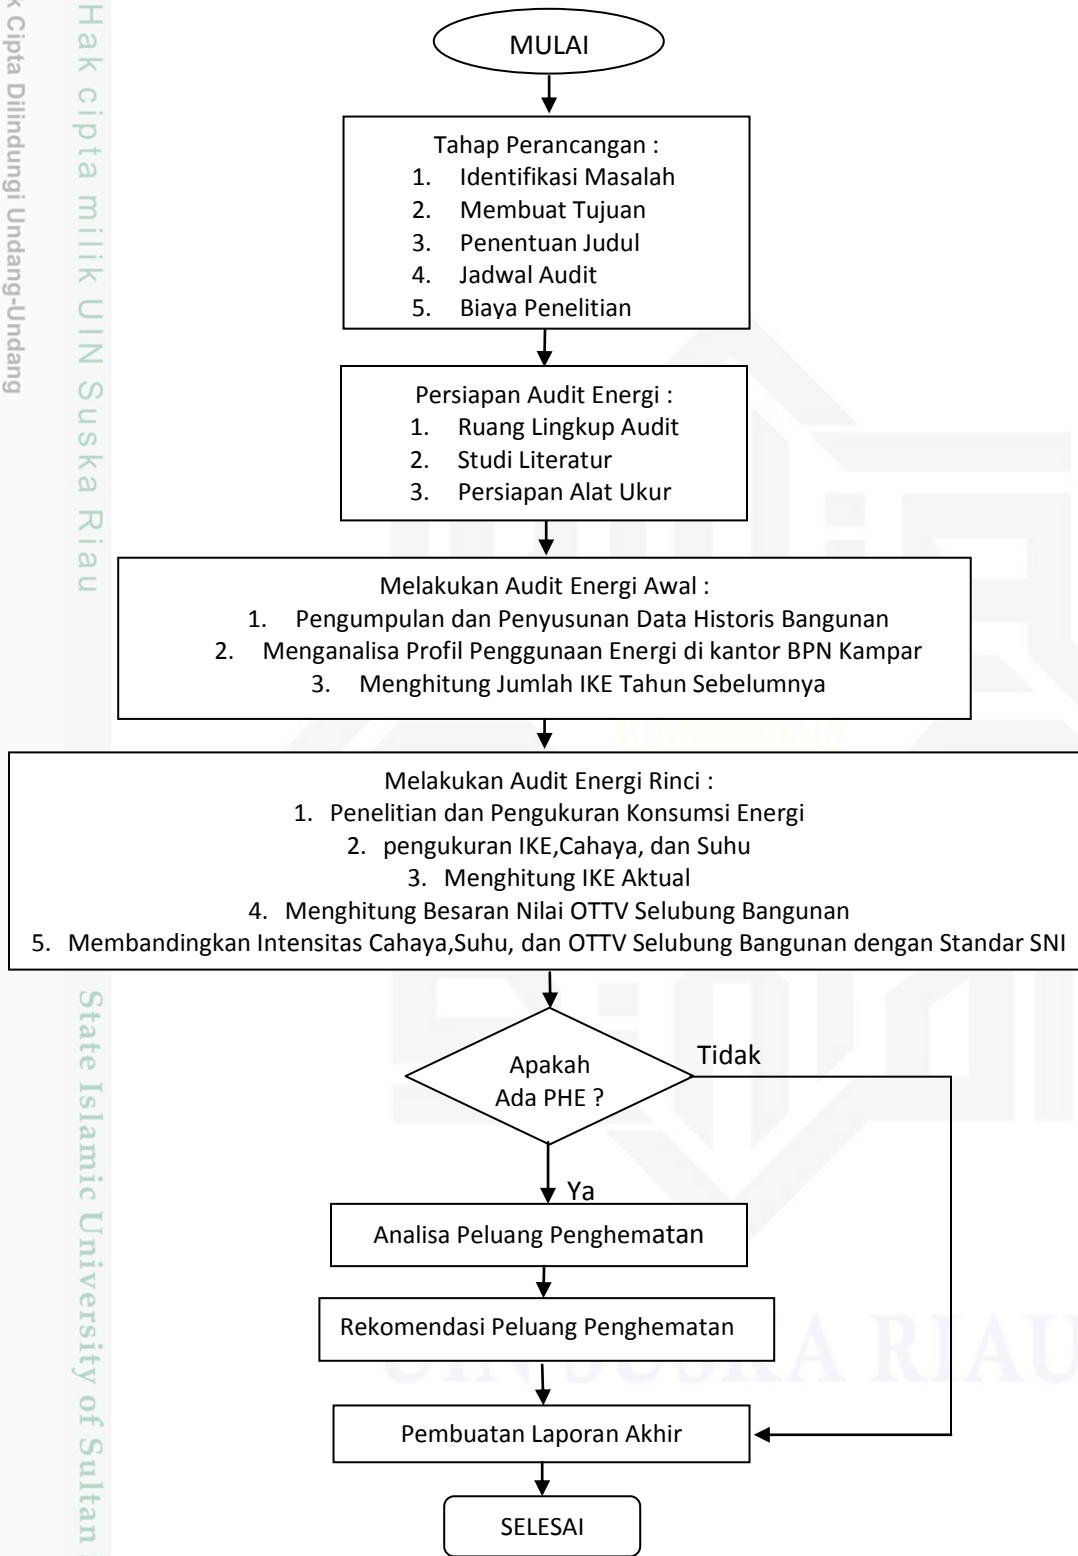 k Cipta Dilindungi Undang-Undang
Hak cipta milik UIN Suska Riau
State Islamic University of Sultan
MULAI
Tahap Perancangan :
1. Identifikasi Masalah
2. Membuat Tujuan
3. Penentuan Judul
4. Jadwal Audit
5. Biaya Penelitian
Persiapan Audit Energi :
1. Ruang Lingkup Audit
2. Studi Literatur
3. Persiapan Alat Ukur
Melakukan Audit Energi Awal :
1. Pengumpulan dan Penyusunan Data Historis Bangunan
2. Menganalisa Profil Penggunaan Energi di kantor BPN Kampar
3. Menghitung Jumlah IKE Tahun Sebelumnya
Melakukan Audit Energi Rinci :
1. Penelitian dan Pengukuran Konsumsi Energi
2. pengukuran IKE,Cahaya, dan Suhu
3. Menghitung IKE Aktual
4. Menghitung Besaran Nilai OTTV Selubung Bangunan
5. Membandingkan Intensitas Cahaya,Suhu, dan OTTV Selubung Bangunan dengan Standar SNI
Apakah
Ada PHE ?
Tidak
Ya
Analisa Peluang Penghematan
Rekomendasi Peluang Penghematan
UIN SUSKA RIAU
Pembuatan Laporan Akhir
SELESAI